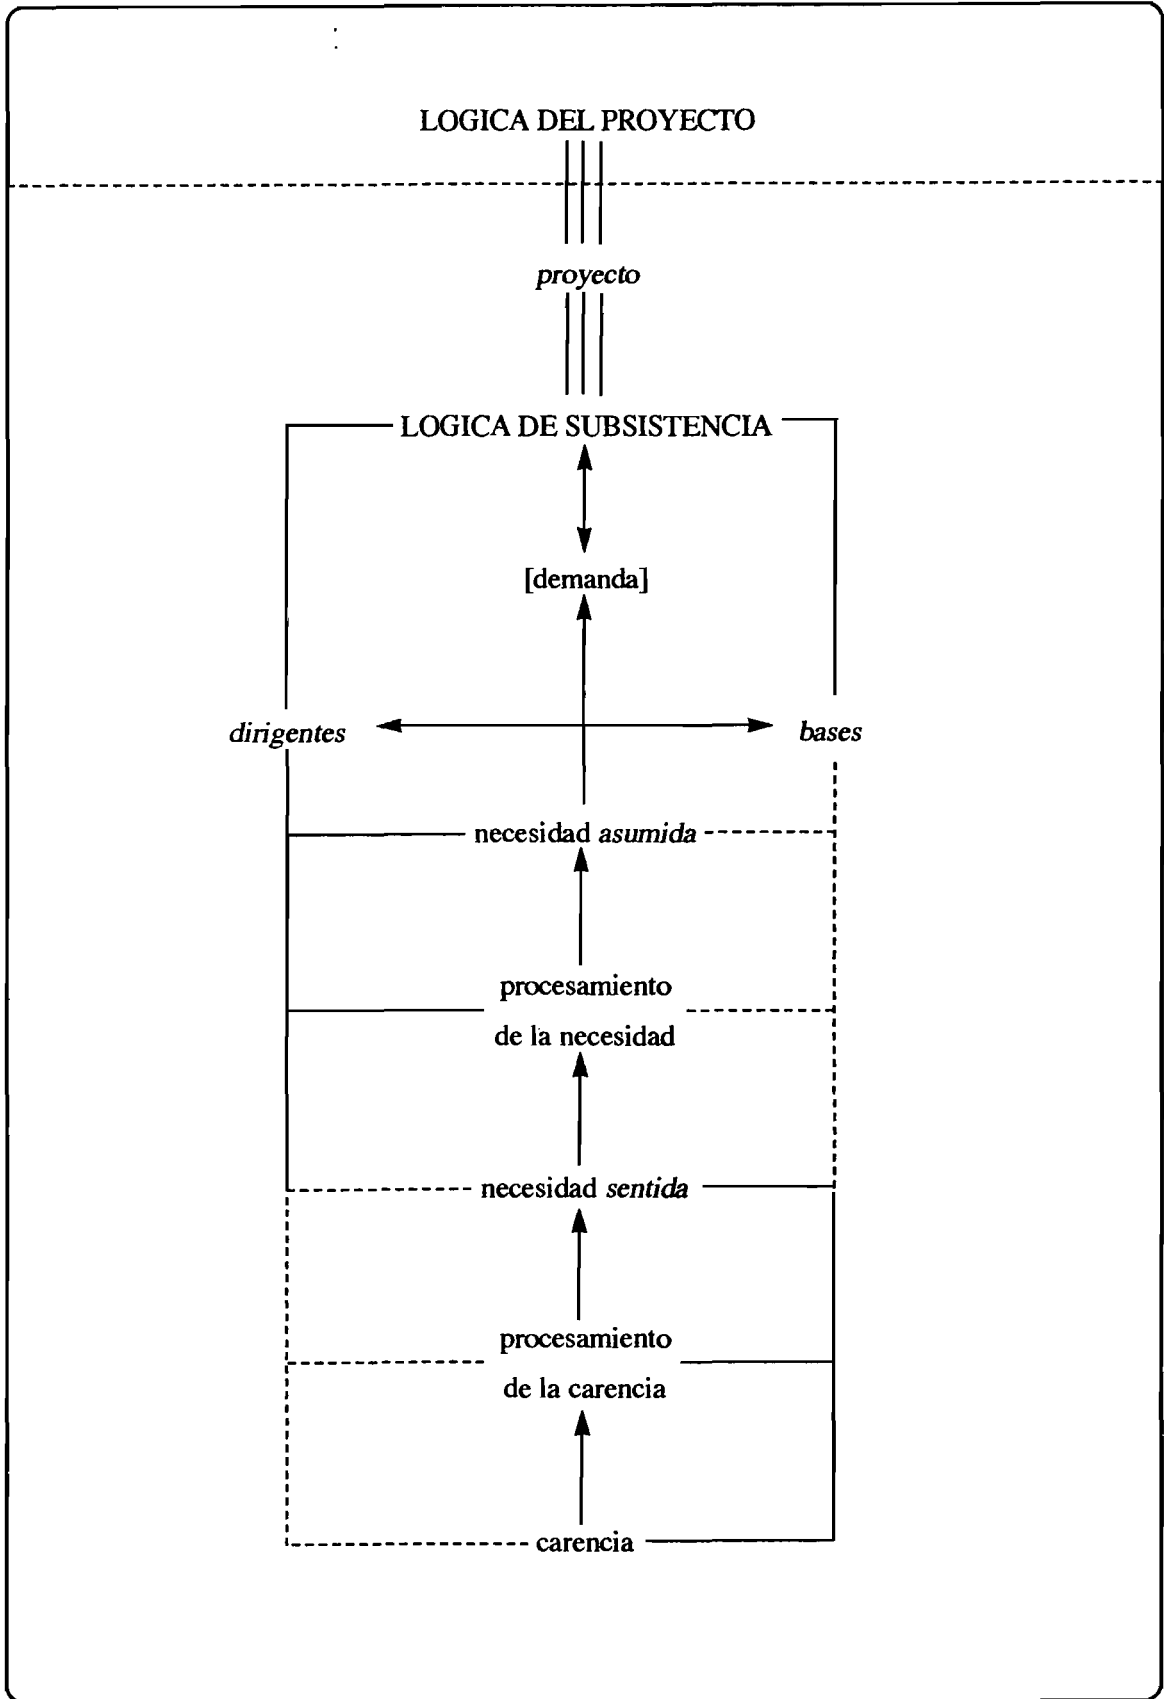 LOGICA DEL PROYECTO
proyecto
LOGICA DE SUBSISTENCIA
[demanda]
dirigentes
bases
necesidad asumida
procesamiento
de la necesidad
necesidad sentida
procesamiento
de la carencia
carencia